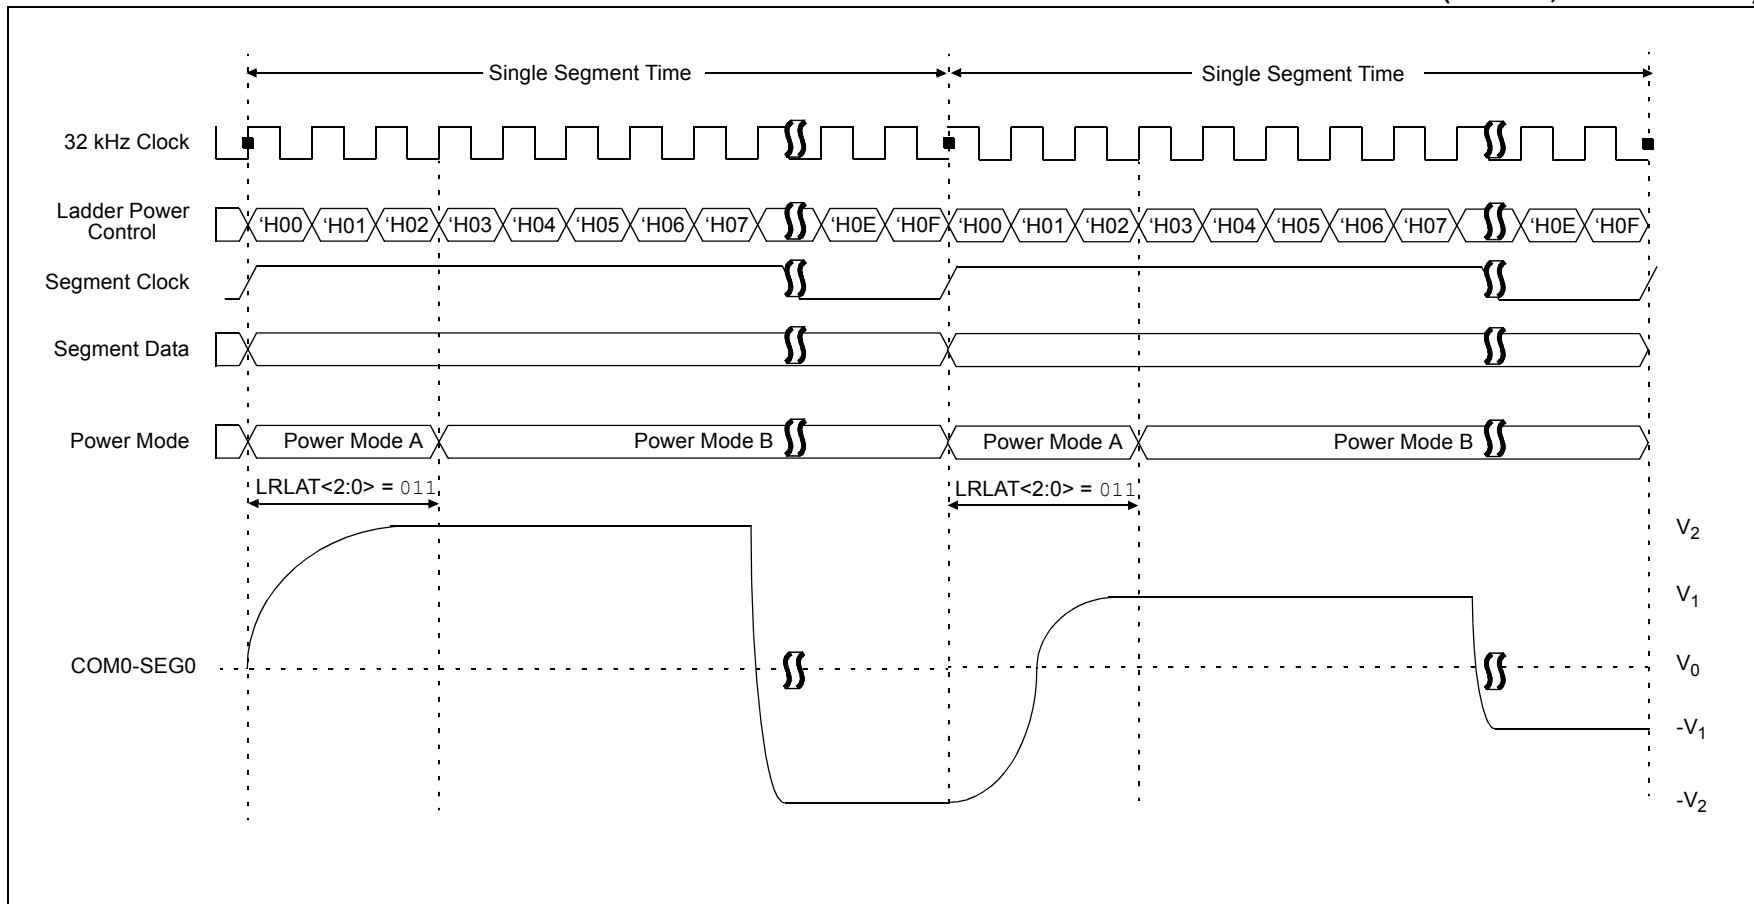 Single Segment Time Single Segment Time
32 kHz Clock
Ladder Power
Control
‘H00 ‘H01 ‘H02 ‘H03 ‘H04 ‘H05 ‘H06 ‘H07 ‘H0E ‘H0F ‘H00 ‘H01 ‘H02 ‘H03 ‘H04 ‘H05 ‘H06 ‘H07 ‘H0E ‘H0F
Segment Clock
Segment Data
Power Mode Power Mode A Power Mode B Power Mode A Power Mode B
LRLAT<2:0> = 011 LRLAT<2:0> = 011
V2
V1
COM0-SEG0 V0
-V1
-V2